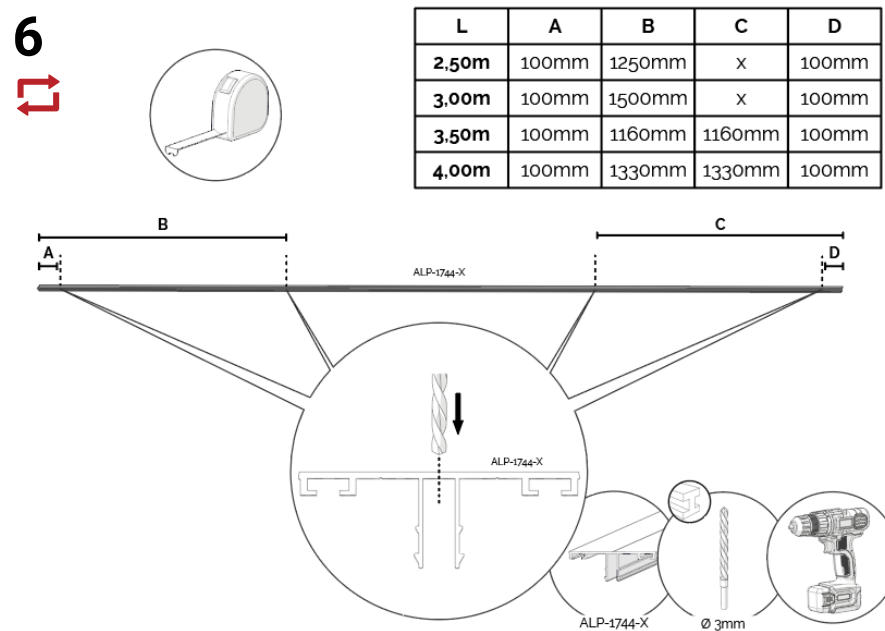 6
L A B C D
2,50m 100mm 1250mm x 100mm
3,00m 100mm 1500mm x 100mm
3,50m 100mm 1160mm 1160mm 100mm
4,00m 100mm 1330mm 1330mm 100mm
B C
A D
ALP-1744-X
ALP-1744-X
ALP-1744-X Ø 3mm